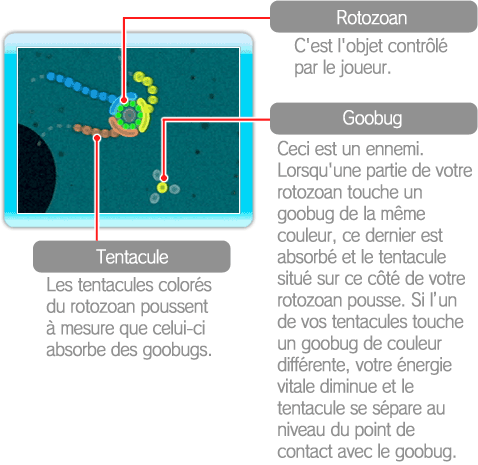 Rotozoan
C'est l'objet contrôlé
par le joueur.
Goobug
Ceci est un ennemi.
Lorsqu'une partie de votre
rotozoan touche un
goobug de la même
couleur, ce dernier est
absorbé et le tentacule
situé sur ce côté de votre
rotozoan pousse. Si l'un
de vos tentacules touche
un goobug de couleur
différente, votre énergie
vitale diminue et le
tentacule se sépare au
niveau du point de
contact avec le goobug.
Tentacule
Les tentacules colorés
du rotozoan poussent
à mesure que celui-ci
absorbe des goobugs.